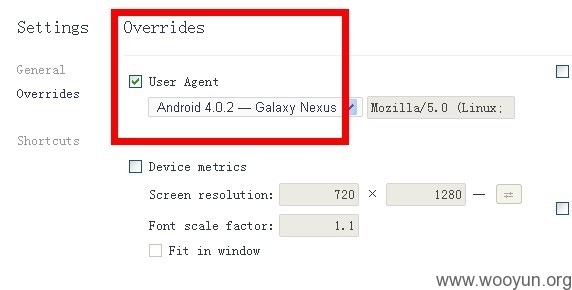 Settings
Overrides
General
Overrides
Shortcuts
User Agent
Android 4.0.2 — Galaxy Nexus
Mozilla/5.0 (Linux;
Device metrics
Screen resolution: 720 × 1280 — ⇄
Font scale factor: 1.1
Fit in window
www.wooyun.org